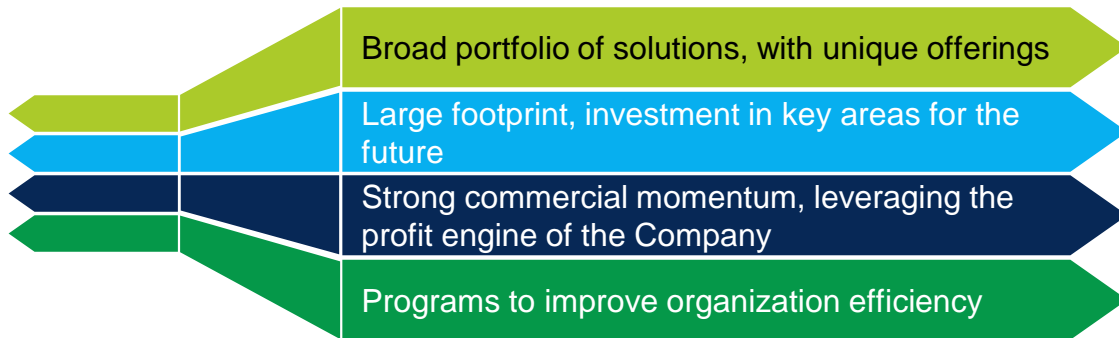 Broad portfolio of solutions, with unique offerings
Large footprint, investment in key areas for the
future
Strong commercial momentum, leveraging the
profit engine of the Company
Programs to improve organization efficiency